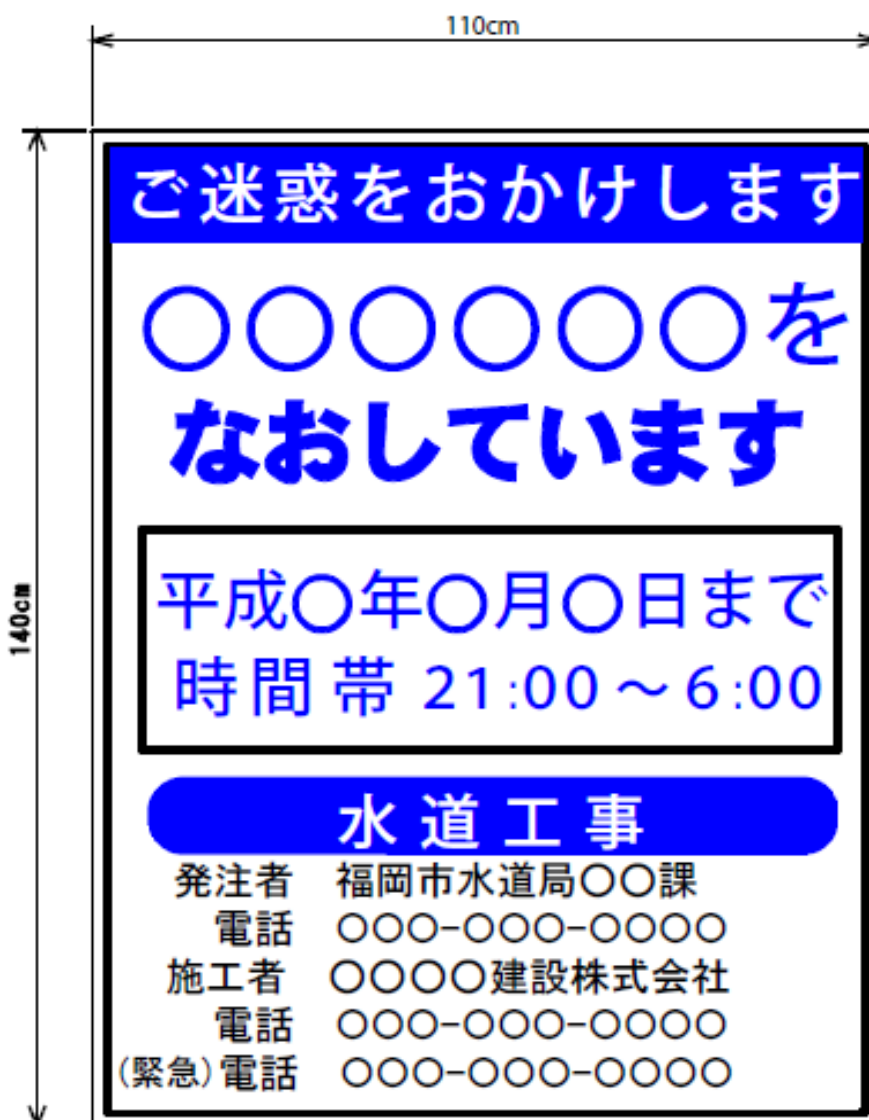 110cm
ご迷惑をおかけします
〇〇〇〇〇〇を
なおしています
140cm
平成〇年〇月〇日まで
時間帯 21:00～6:00
水道工事
発注者 福岡市水道局〇〇課
電話 〇〇〇-〇〇〇-〇〇〇〇
施工者 〇〇〇〇建設株式会社
電話 〇〇〇-〇〇〇-〇〇〇〇
(緊急)電話 〇〇〇-〇〇〇-〇〇〇〇